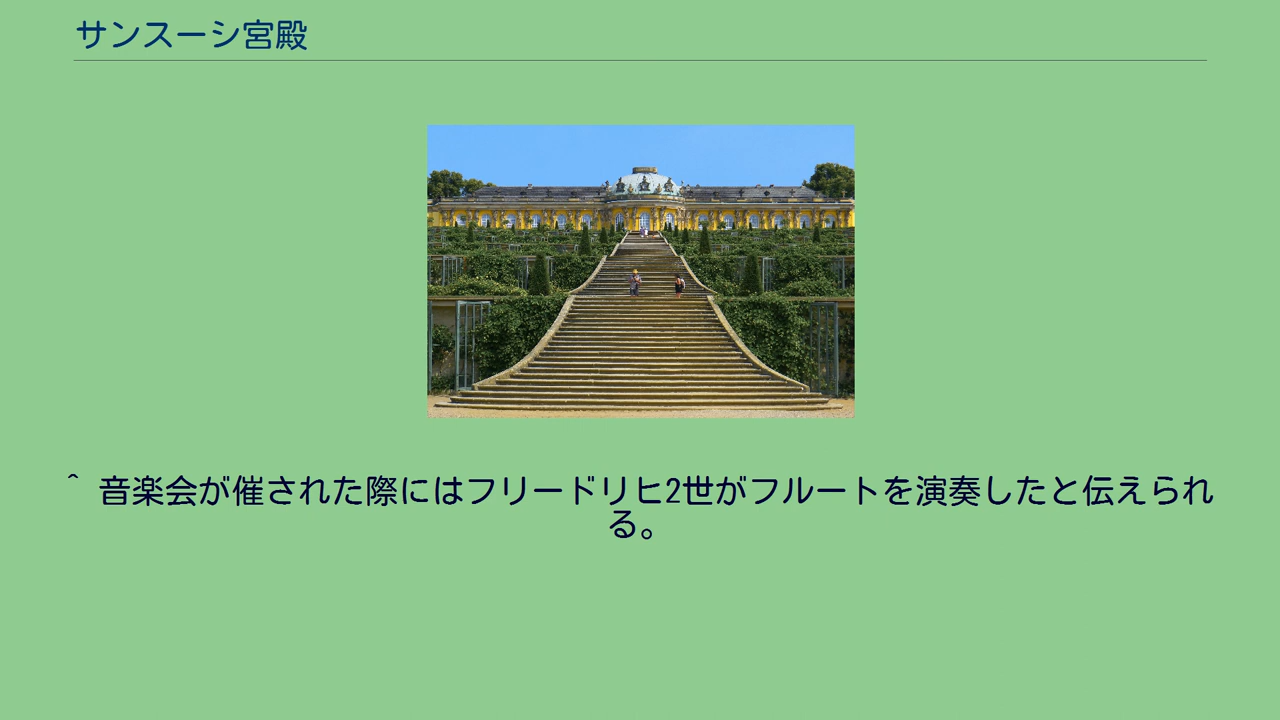 サンスーシ宮殿
^ 音楽会が催された際にはフリードリヒ2世がフルートを演奏したと伝えられ
る。